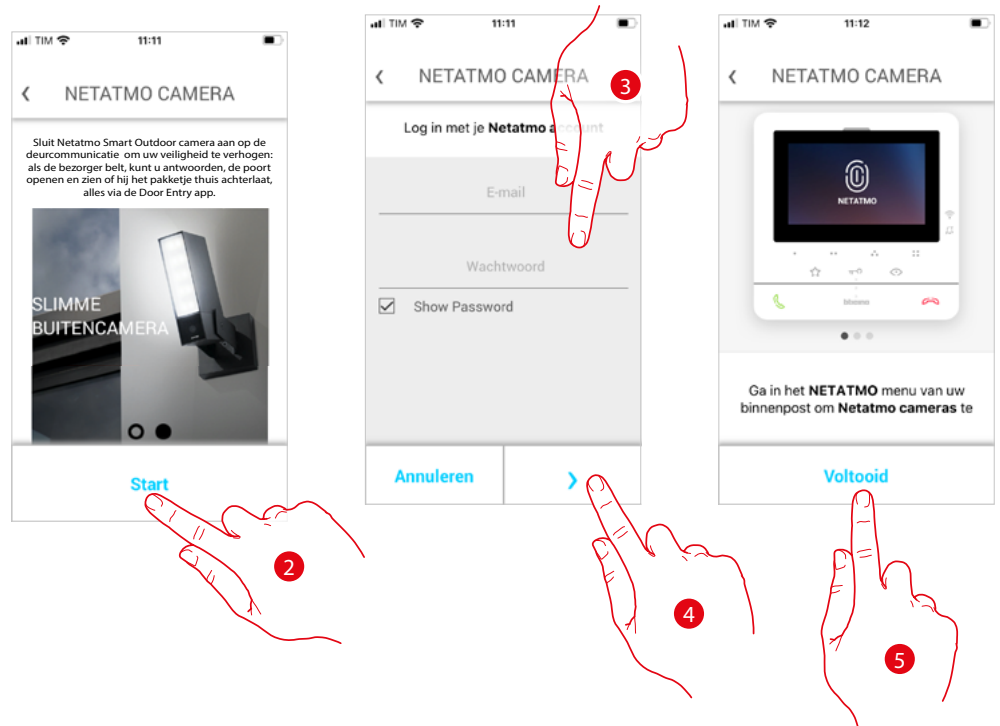 TIM
11:11
NETATMO CAMERA
Sluit Netatmo Smart Outdoor camera aan op de
deurcommunicatie om uw veiligheid te verhogen:
als de bezorger belt, kunt u antwoorden, de poort
openen en zien of hij het pakketje thuis achterlaat,
alles via de Door Entry app.
SLIMME
BUITENCAMERA
Start
2
TIM
11:11
NETATMO CAMERA
3
Log in met je Netatmo account
E-mail
Wachtwoord
Show Password
Annuleren
4
TIM
11:12
NETATMO CAMERA
NETATMO
bticino
Ga in het NETATMO menu van uw
binnenpost om Netatmo cameras te
Voltooid
5